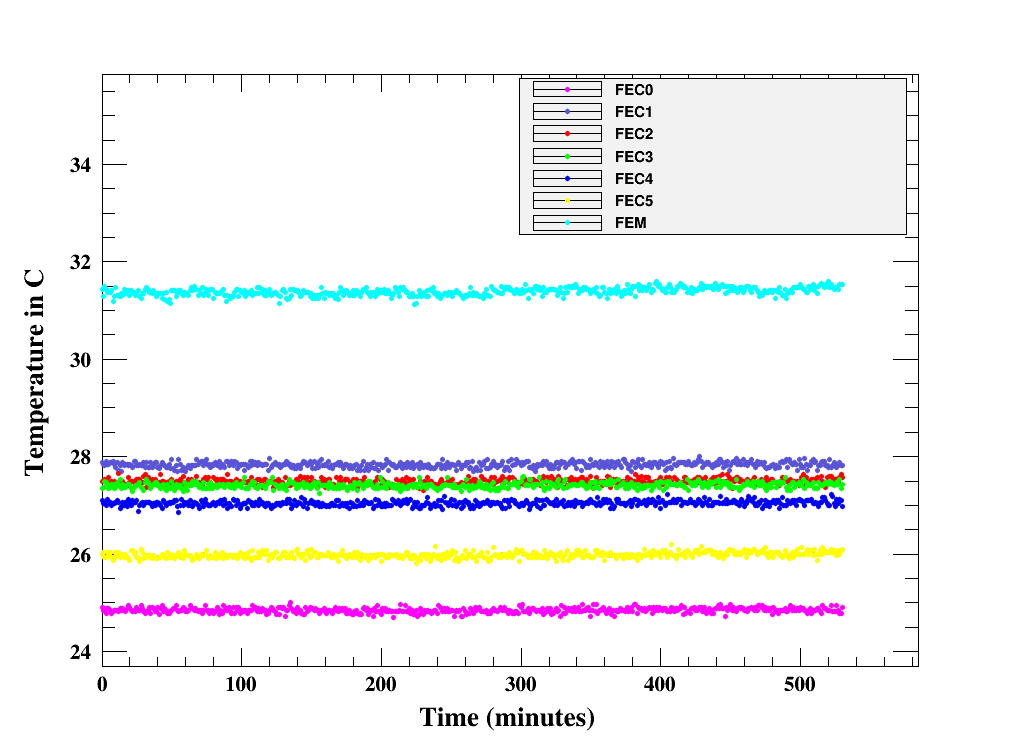 FEC0
FEC1
FEC2
FEC3
FEC4
FEC5
FEM
34
32
30
28
26
24
Temperature in C
0 100 200 300 400 500
Time (minutes)